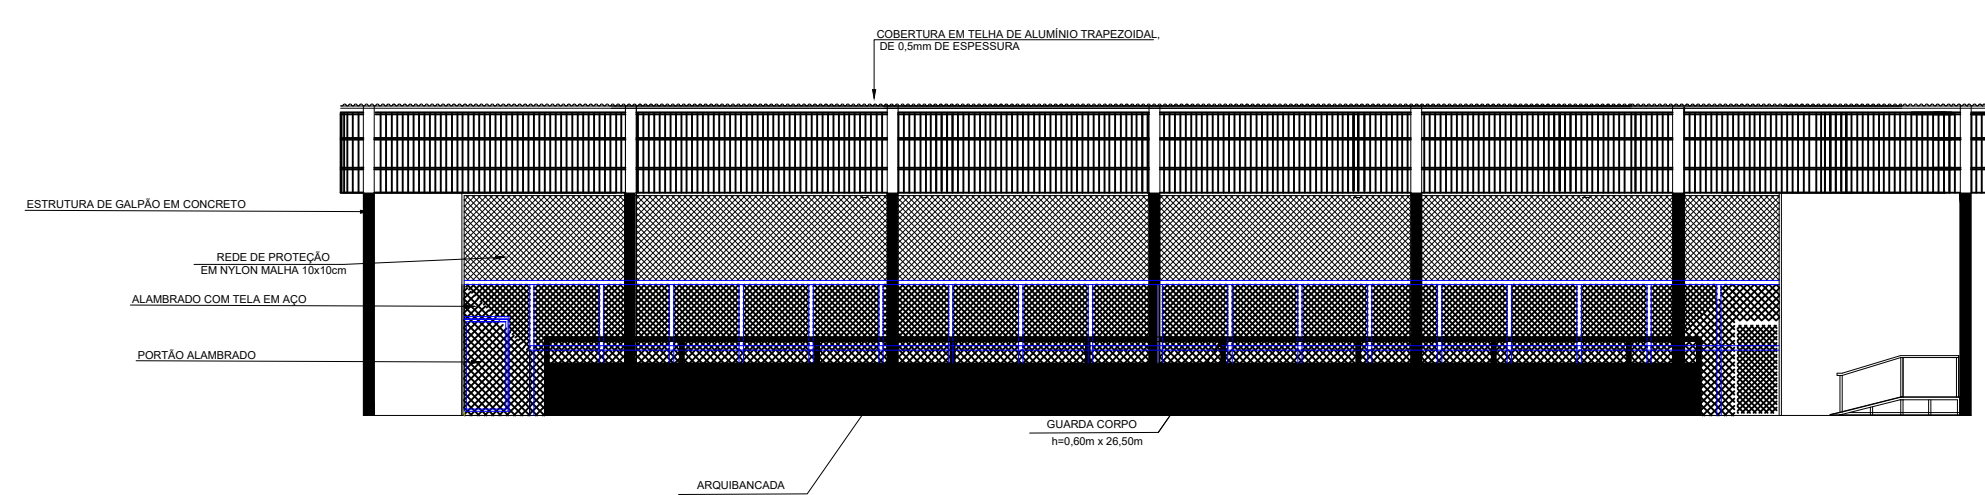 COBERTURA EM TELHA DE ALUMÍNIO TRAPEZOIDAL,
DE 0,5mm DE ESPESSURA
ESTRUTURA DE GALPÃO EM CONCRETO
REDE DE PROTEÇÃO
EM NYLON MALHA 10x10cm
ALAMBRADO COM TELA EM AÇO
PORTÃO ALAMBRADO
GUARDA CORPO
h=0,60m x 26,50m
ARQUIBANCADA